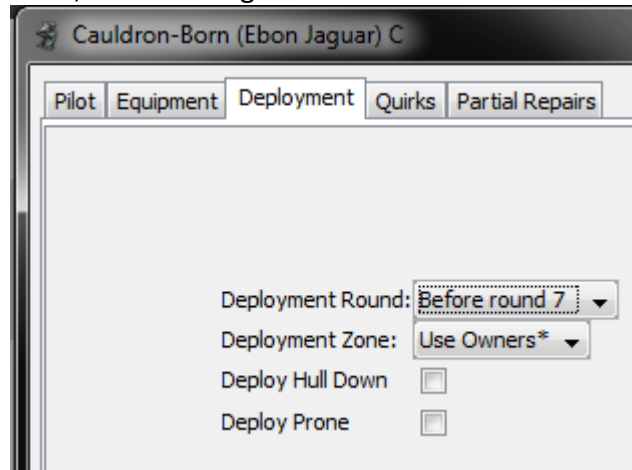 Cauldron-Born (Ebon Jaguar) C
Pilot Equipment Deployment Quirks Partial Repairs
Deployment Round: Before round 7
Deployment Zone: Use Owners*
Deploy Hull Down
Deploy Prone